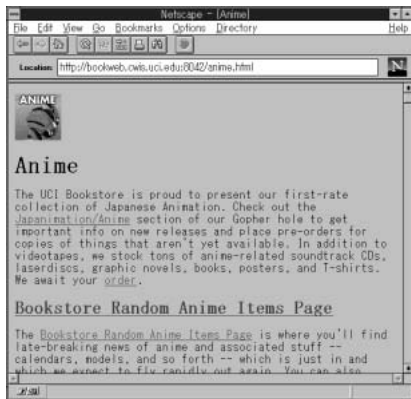 Netscape - [Anime]
File Edit View Go Bookmarks Options Directory Help
Location: http://bookweb.cwis.uci.edu:8042/anime.html
N
ANIME
Anime
The UCI Bookstore is proud to present our first-rate
collection of Japanese Animation. Check out the
Japanimation/Anime section of our Gopher hole to get
important info on new releases and place pre-orders for
copies of things that aren't yet available. In addition to
videotapes, we stock tons of anime-related soundtrack CDs,
laserdiscs, graphic novels, books, posters, and T-shirts.
We await your order.
Bookstore Random Anime Items Page
The Bookstore Random Anime Items Page is where you'll find
late-breaking news of anime and associated stuff --
calendars, models, and so forth -- which is just in and
which we expect to fly rapidly out again. You can also